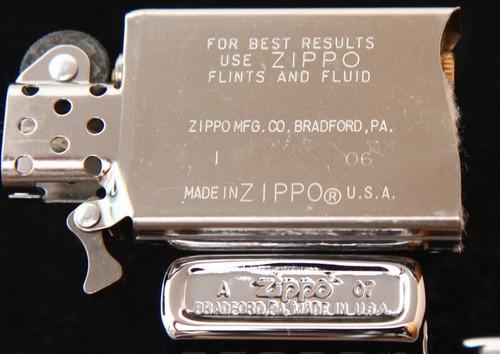 FOR BEST RESULTS
USE ZIPPO
FLINTS AND FLUID
ZIPPO MFG. CO. BRADFORD, PA.
I 06
MADE IN ZIPPO® U.S.A.
A Zippo 07
BRADFORD, PA. MADE IN U.S.A.